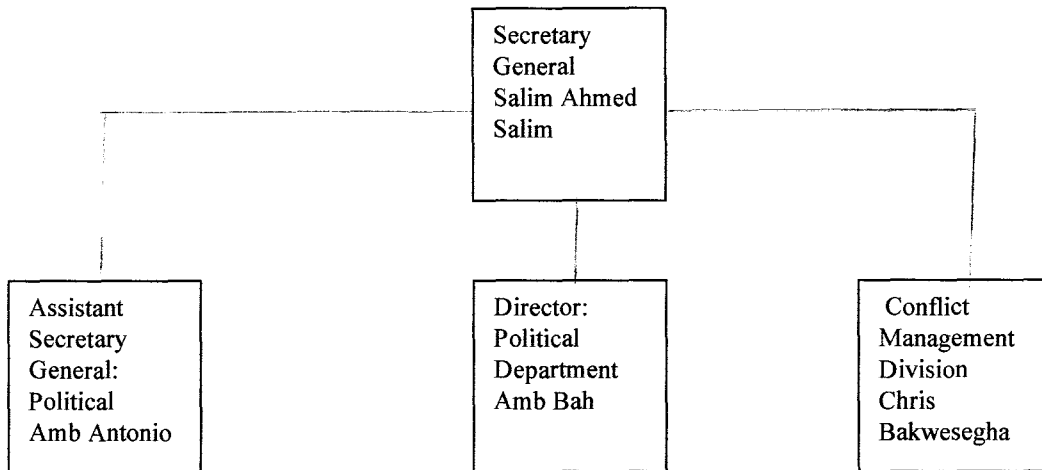 Secretary
General
Salim Ahmed
Salim
Assistant
Secretary
General:
Political
Amb Antonio
Director:
Political
Department
Amb Bah
Conflict
Management
Division
Chris
Bakwesegha